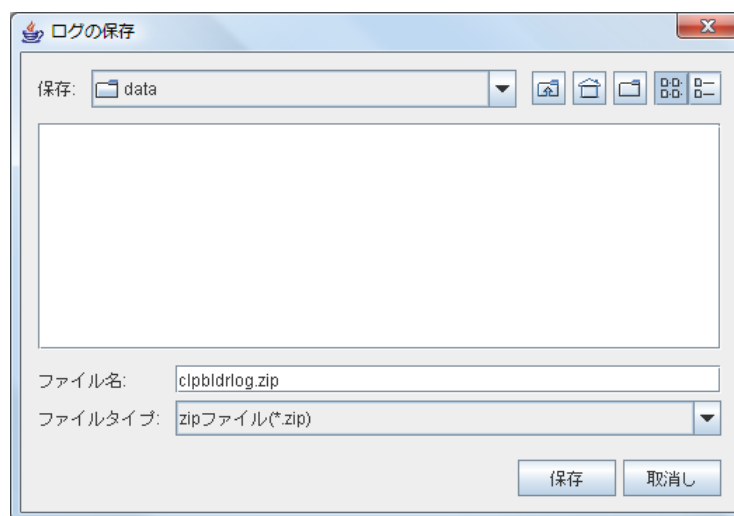 ログの保存
保存: data
ファイル名: clpbldrlog.zip
ファイルタイプ: zipファイル(*.zip)
保存 取消し